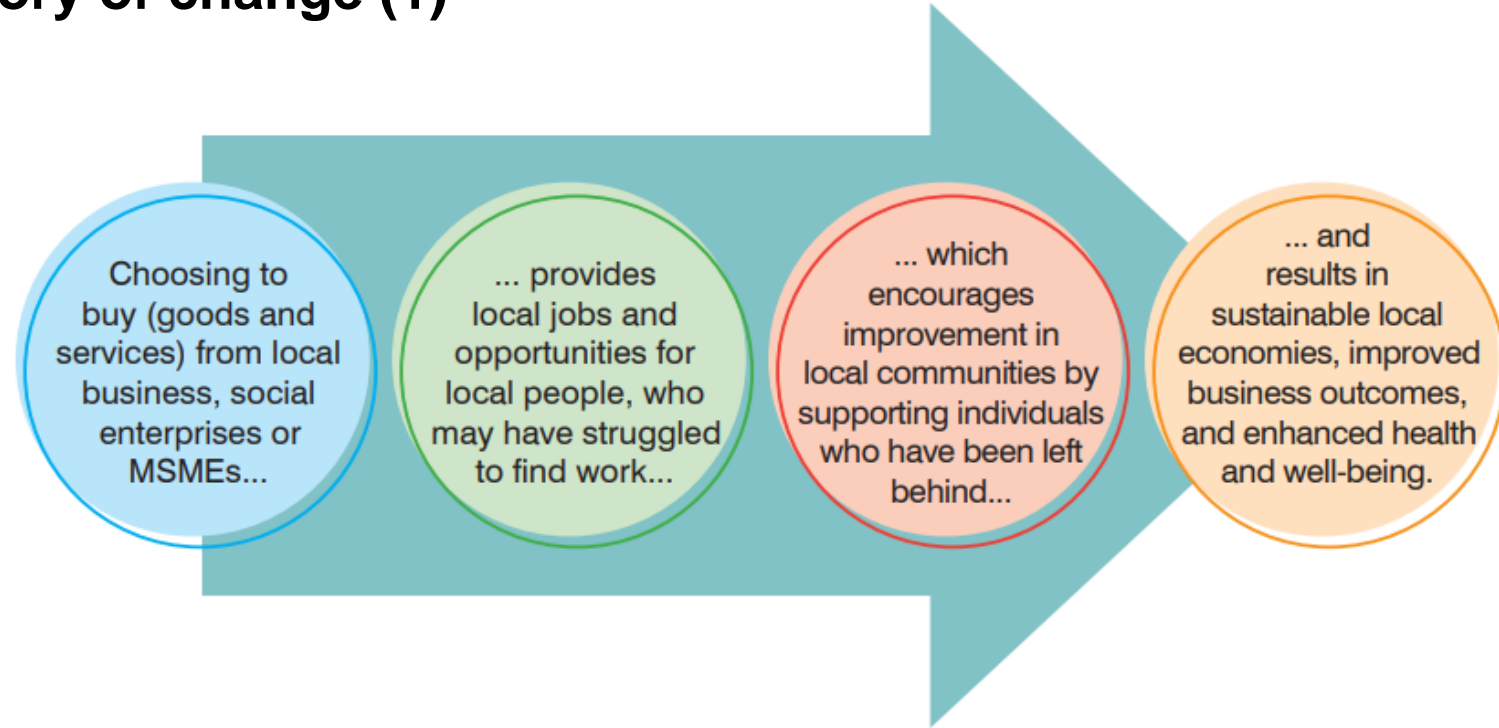 ory of change (1)
Choosing to
buy (goods and
services) from local
business, social
enterprises or
MSMEs...
... provides
local jobs and
opportunities for
local people, who
may have struggled
to find work...
... which
encourages
improvement in
local communities by
supporting individuals
who have been left
behind...
... and
results in
sustainable local
economies, improved
business outcomes,
and enhanced health
and well-being.